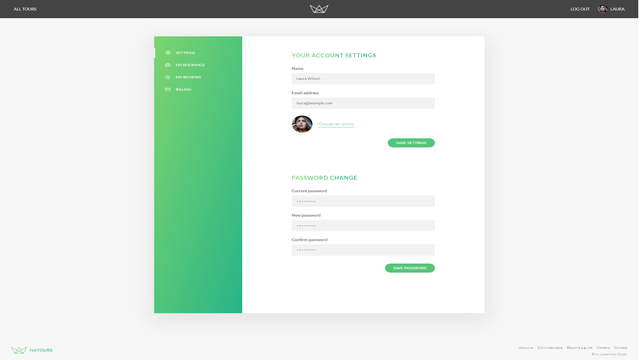 ALL TOURS
LOG OUT LAURA
SETTINGS
MY BOOKINGS
MY REVIEWS
BILLING
YOUR ACCOUNT SETTINGS
Name
Laura Wilson
Email address
laura@example.com
Choose new photo
SAVE SETTINGS
PASSWORD CHANGE
Current password
••••••••
New password
••••••••
Confirm password
••••••••
SAVE PASSWORD
NATOURS
About us Download apps Become a guide Careers Contact